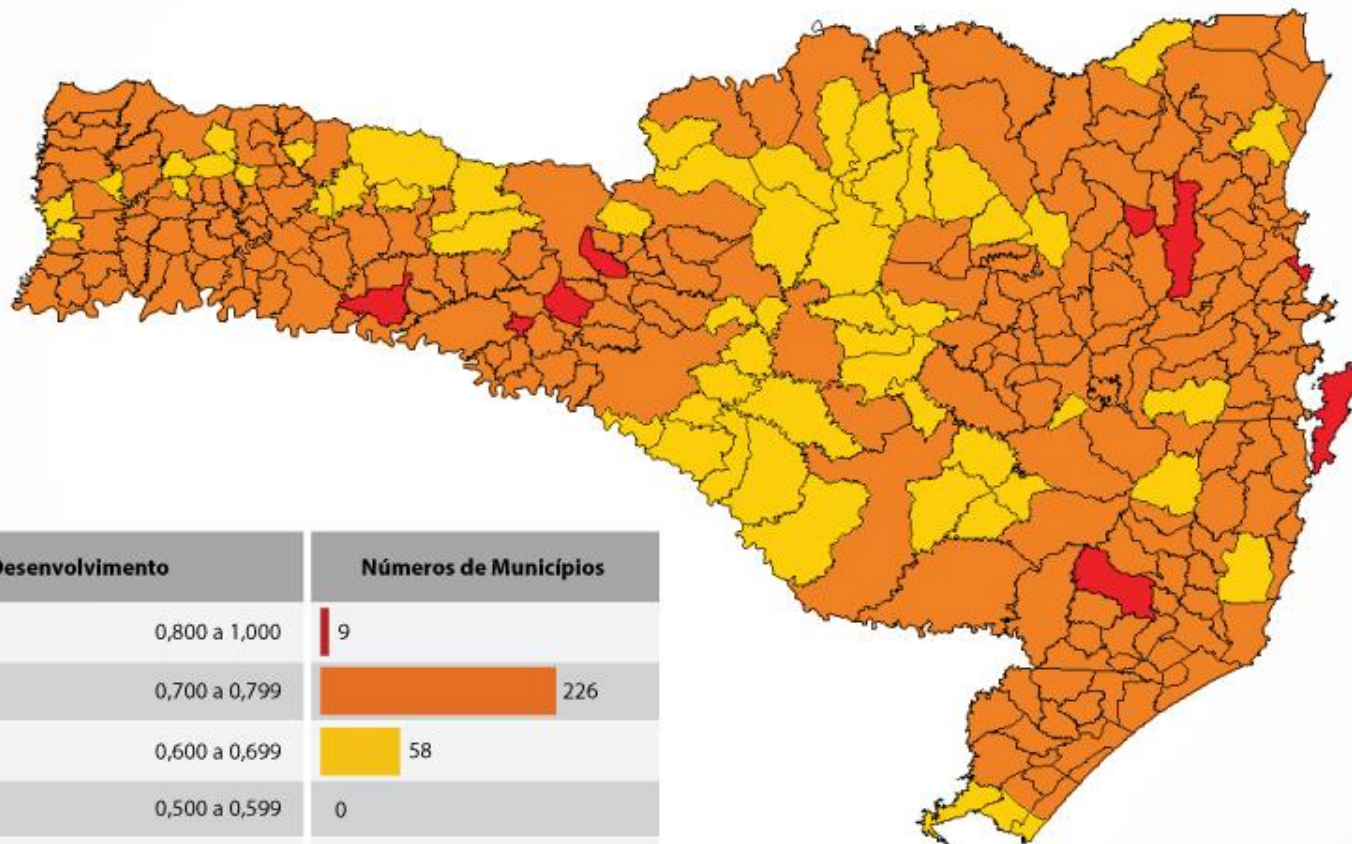 Desenvolvimento Números de Municípios
0,800 a 1,000 9
0,700 a 0,799 226
0,600 a 0,699 58
0,500 a 0,599 0